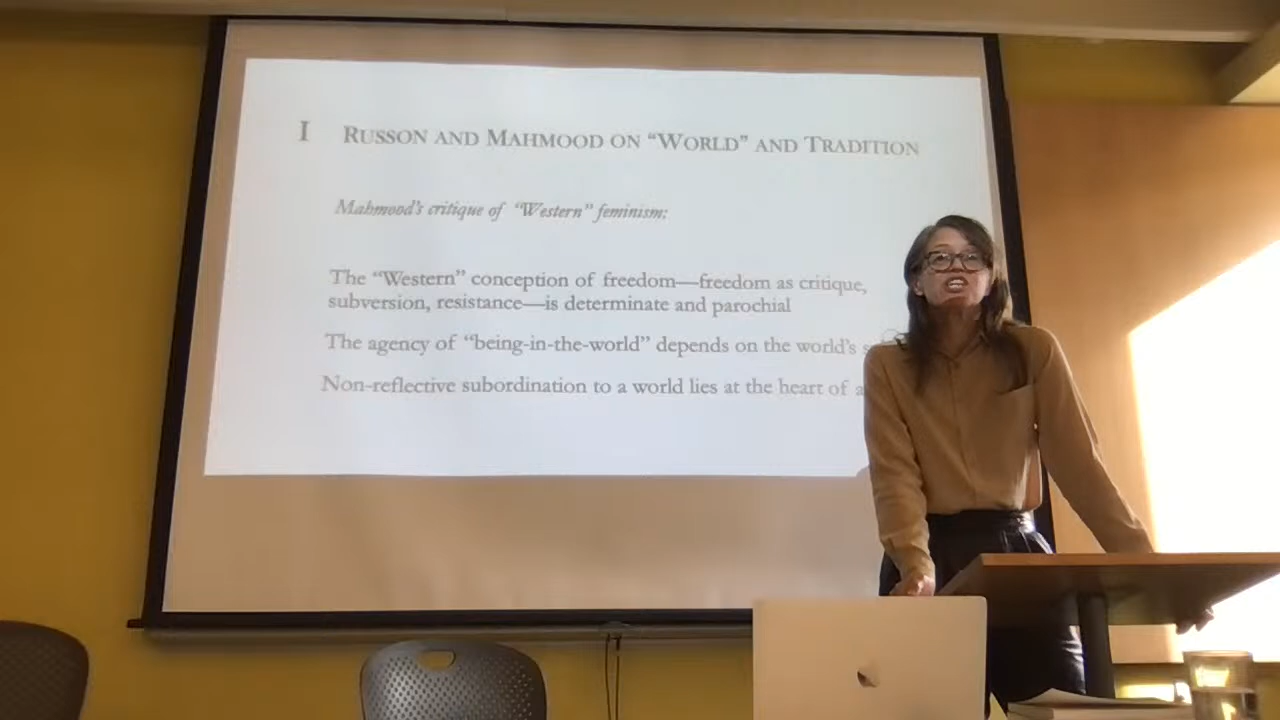 I RUSSON AND MAHMOOD ON “WORLD” AND TRADITION
Mahmood's critique of “Western” feminism:
The “Western” conception of freedom—freedom as critique,
subversion, resistance—is determinate and parochial
The agency of “being-in-the-world” depends on the world's
Non-reflective subordination to a world lies at the heart of